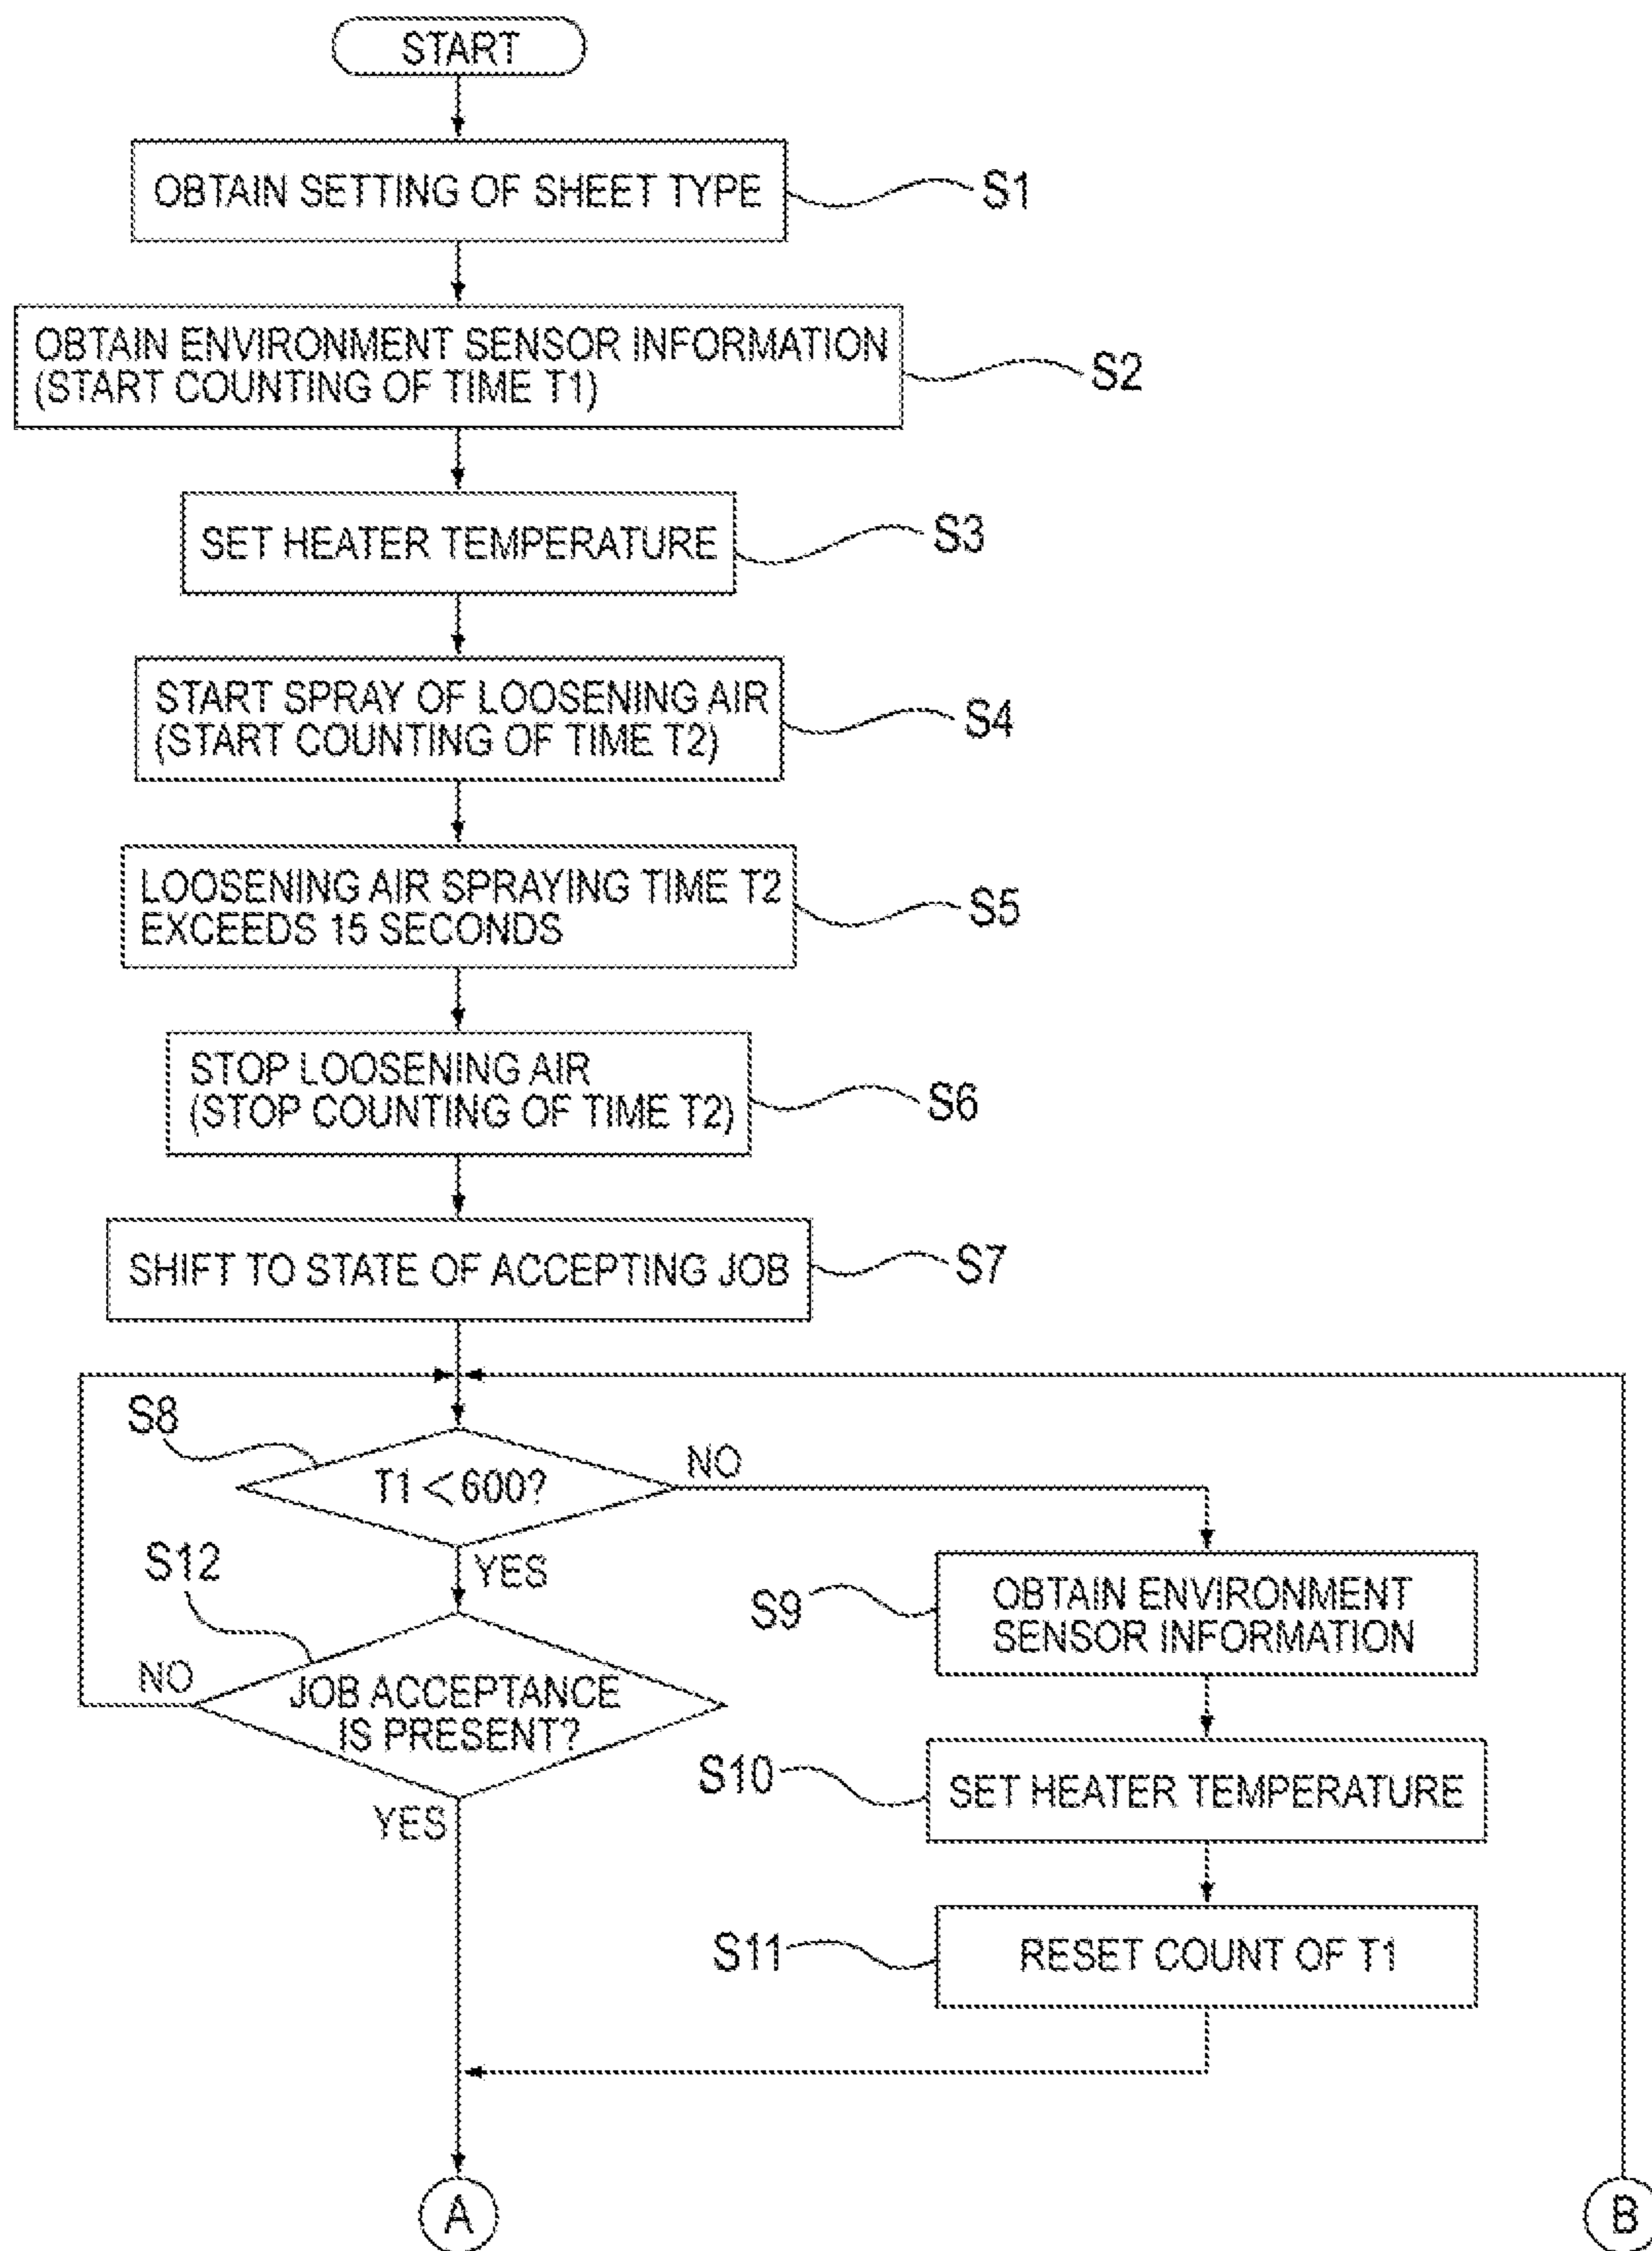 START
OBTAIN SETTING OF SHEET TYPE
S1
OBTAIN ENVIRONMENT SENSOR INFORMATION
(START COUNTING OF TIME T1)
S2
SET HEATER TEMPERATURE
S3
START SPRAY OF LOOSENING AIR
(START COUNTING OF TIME T2)
S4
LOOSENING AIR SPRAYING TIME T2
EXCEEDS 15 SECONDS
S5
STOP LOOSENING AIR
(STOP COUNTING OF TIME T2)
S6
SHIFT TO STATE OF ACCEPTING JOB
S7
S8
T1 < 600?
NO
YES
S12
JOB ACCEPTANCE
IS PRESENT?
NO
YES
S9
OBTAIN ENVIRONMENT
SENSOR INFORMATION
S10
SET HEATER TEMPERATURE
S11
RESET COUNT OF T1
A
B